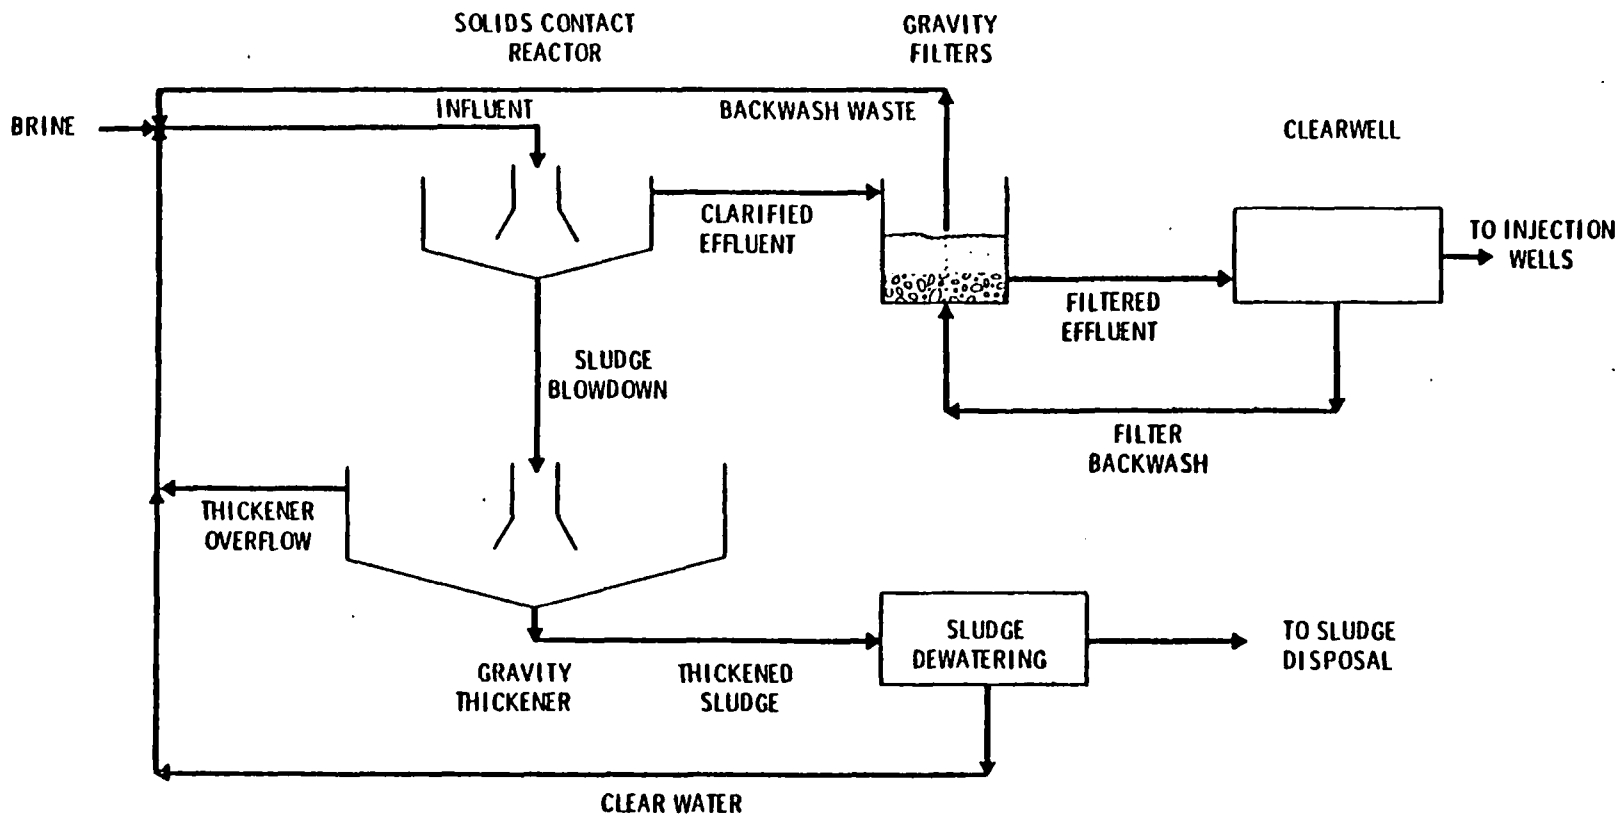 SOLIDS CONTACT
REACTOR
GRAVITY
FILTERS
BRINE
INFLUENT
BACKWASH WASTE
CLEARWELL
CLARIFIED
EFFLUENT
TO INJECTION
WELLS
FILTERED
EFFLUENT
SLUDGE
BLOWDOWN
FILTER
BACKWASH
THICKENER
OVERFLOW
GRAVITY
THICKENER
THICKENED
SLUDGE
SLUDGE
DEWATERING
TO SLUDGE
DISPOSAL
CLEAR WATER